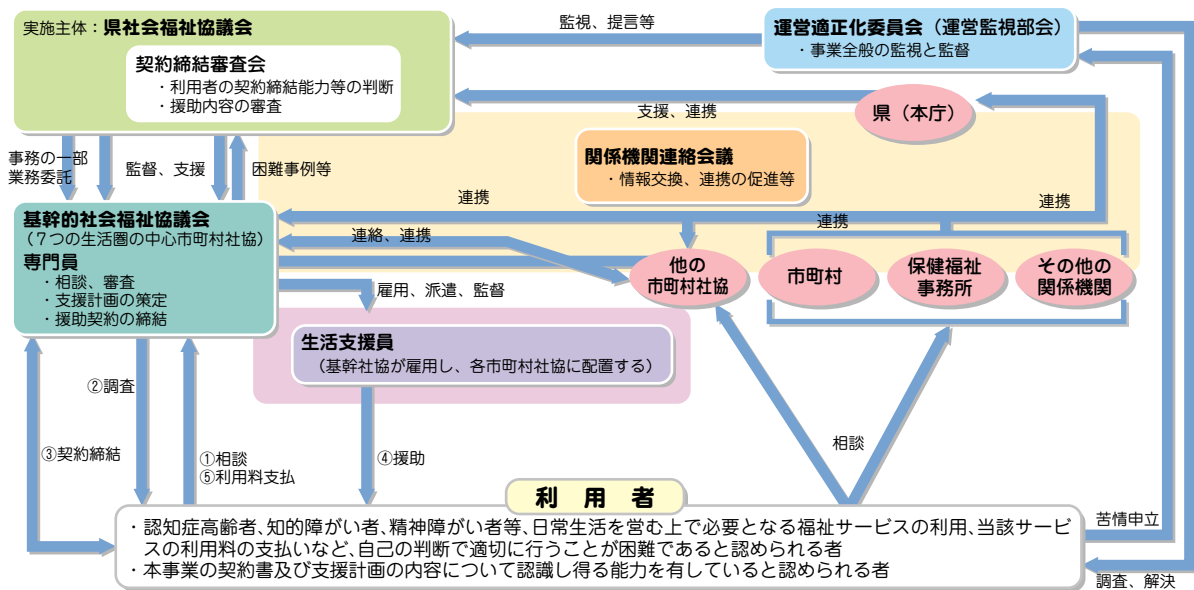 実施主体：県社会福祉協議会
契約締結審査会
・利用者の契約締結能力等の判断
・援助内容の審査
監視、提言等
運営適正化委員会（運営監視部会）
・事業全般の監視と監督
支援、連携
県（本庁）
関係機関連絡会議
・情報交換、連携の促進等
事務の一部
業務委託
監督、支援
困難事例等
連携
連携
連携
基幹的社会福祉協議会
（７つの生活圏の中心市町村社協）
専門員
・相談、審査
・支援計画の策定
・援助契約の締結
連絡、連携
他の
市町村社協
市町村
保健福祉
事務所
その他の
関係機関
雇用、派遣、監督
生活支援員
（基幹社協が雇用し、各市町村社協に配置する）
②調査
③契約締結
①相談
⑤利用料支払
④援助
相談
利用者
・認知症高齢者、知的障がい者、精神障がい者等、日常生活を営む上で必要となる福祉サービスの利用、当該サービ
スの利用料の支払いなど、自己の判断で適切に行うことが困難であると認められる者
・本事業の契約書及び支援計画の内容について認識し得る能力を有していると認められる者
苦情申立
調査、解決